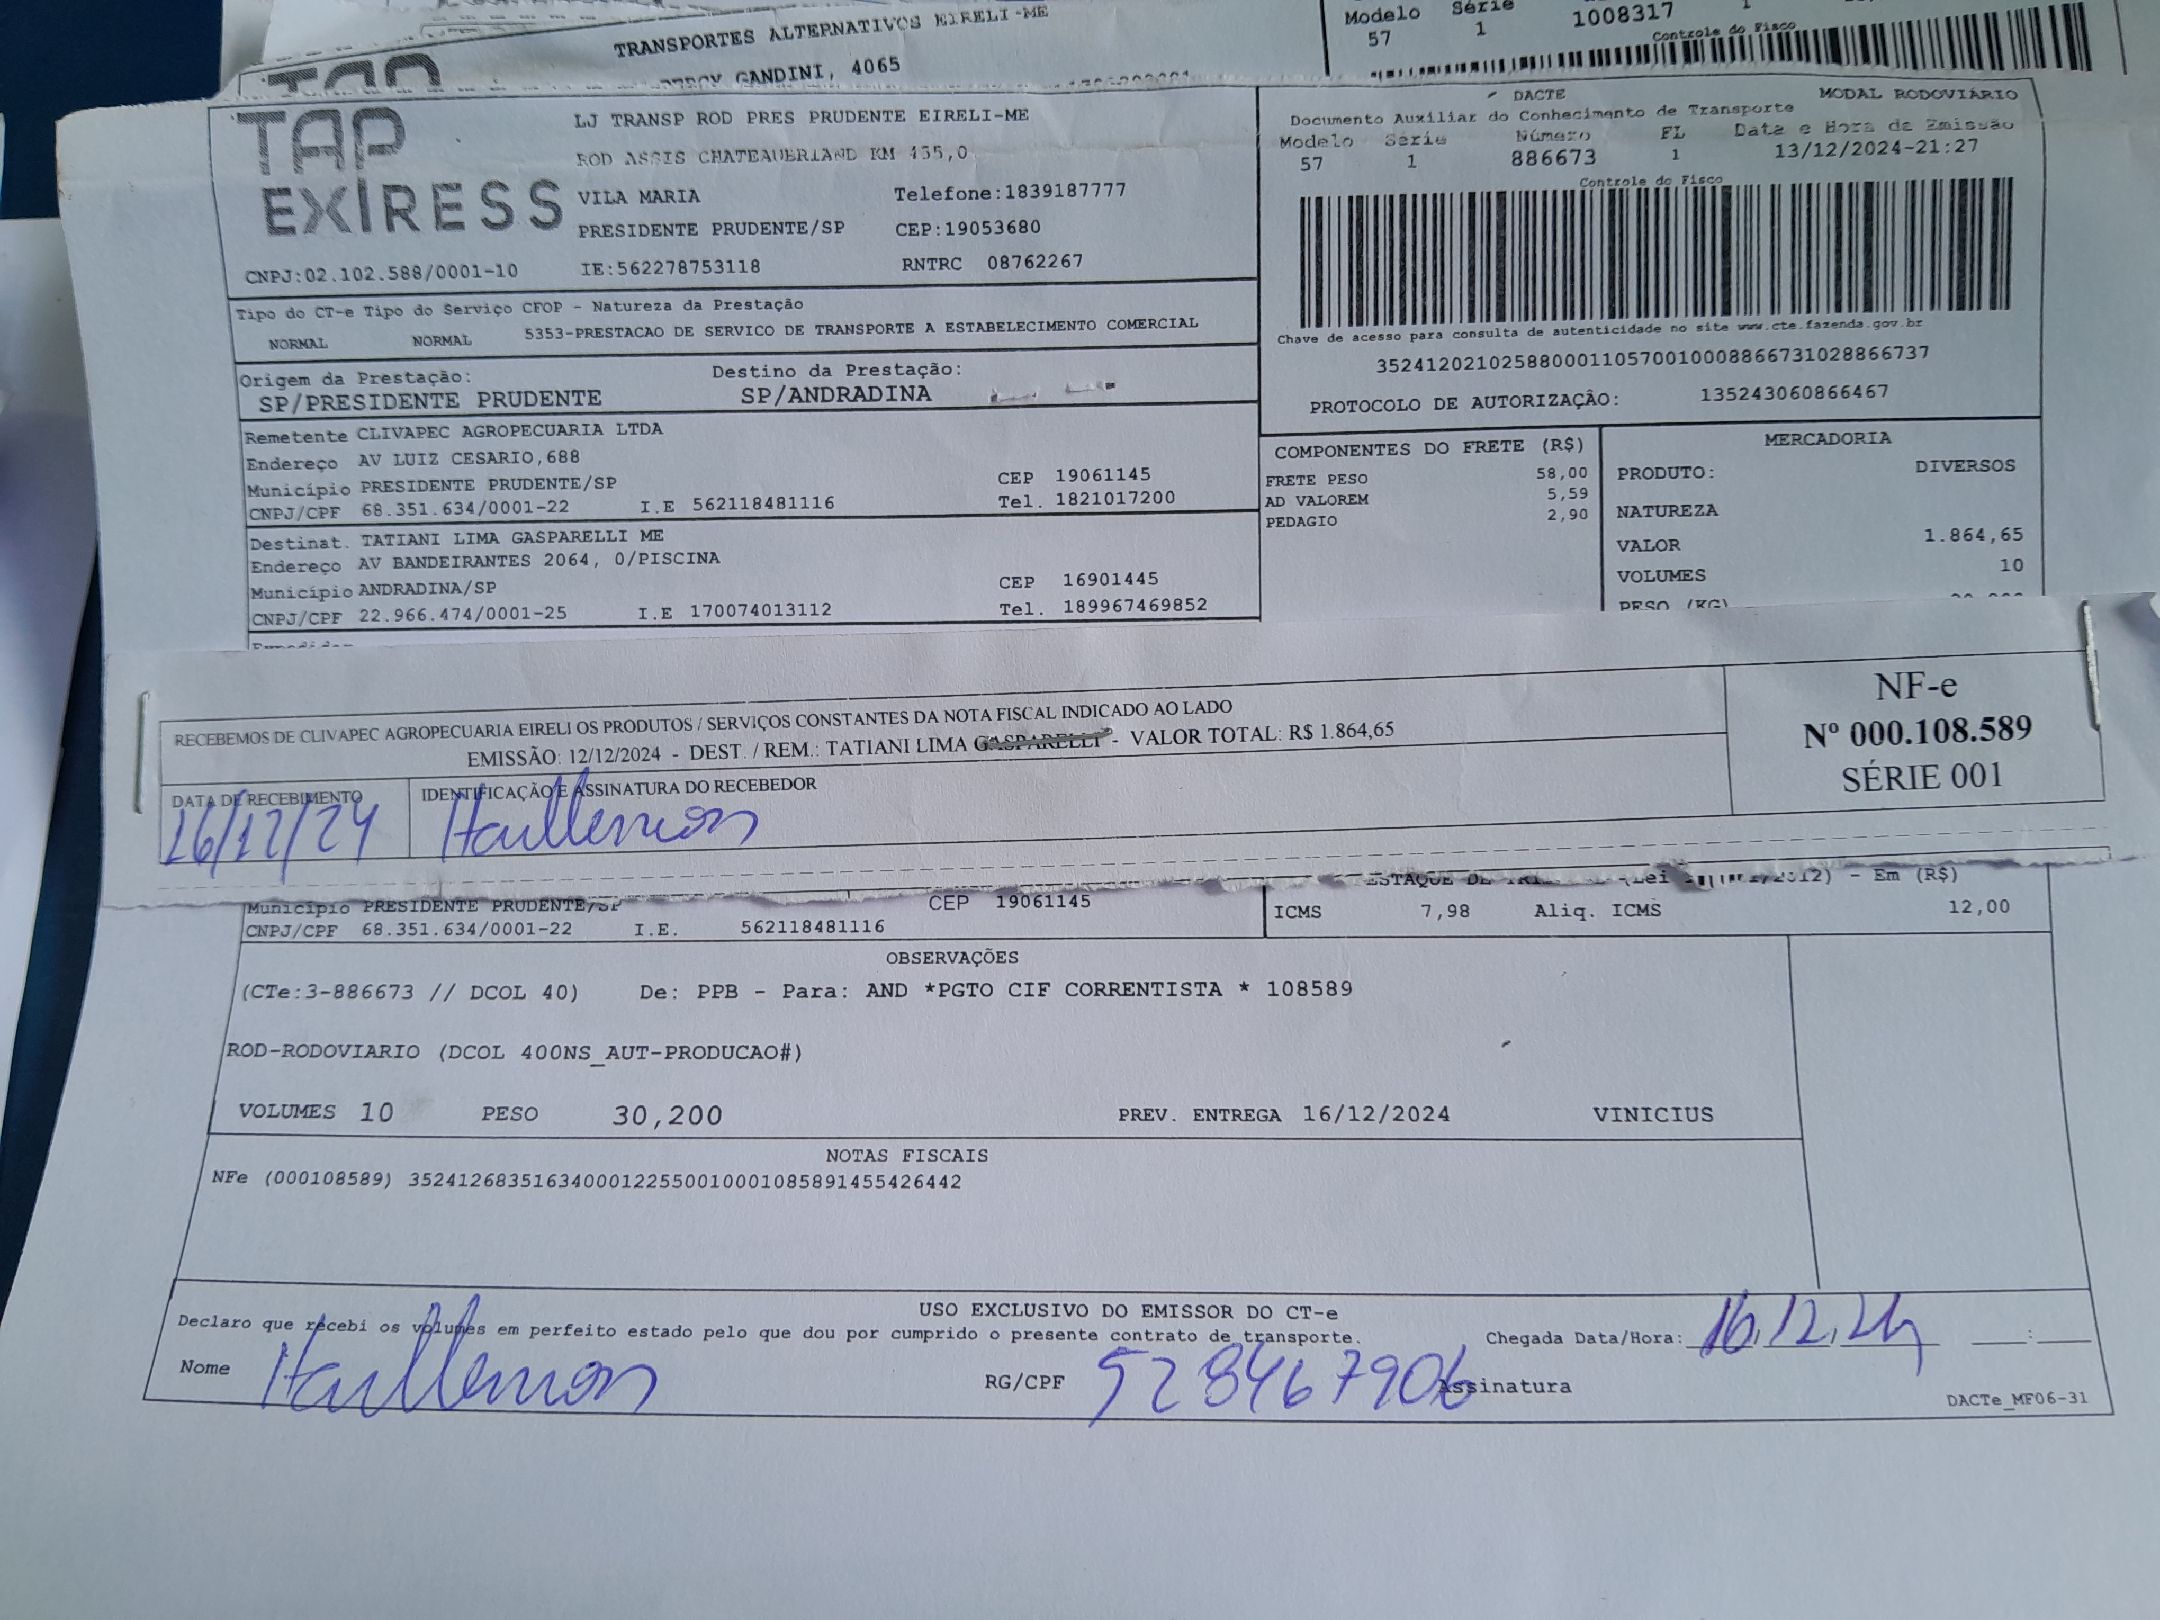 TRANSPORTES ALTERNATIVOS EIRELI-ME
GANDINI, 4065
Modelo Série
57 1 1008317 1
Controle do Fisco
TAP
EXPRESS
LJ TRANSP ROD PRES PRUDENTE EIRELI-ME
ROD ASSIS CHATEAUBRIAND KM 455,0
VILA MARIA Telefone:1839187777
PRESIDENTE PRUDENTE/SP CEP:19053680
CNPJ:02.102.588/0001-10 IE:562278753118 RNTRC 08762267
DACTE MODAL RODOVIÁRIO
Documento Auxiliar do Conhecimento de Transporte
Modelo Serie Número FL Data e Hora da Emissão
57 1 886673 1 13/12/2024-21:27
Controle do Fisco
Chave de acesso para consulta de autenticidade no site www.cte.fazenda.gov.br
35241202102588000110570010008866731028866737
PROTOCOLO DE AUTORIZAÇÃO: 135243060866467
Tipo do CT-e Tipo do Serviço CFOP - Natureza da Prestação
NORMAL NORMAL 5353-PRESTACAO DE SERVICO DE TRANSPORTE A ESTABELECIMENTO COMERCIAL
Origem da Prestação: Destino da Prestação:
SP/PRESIDENTE PRUDENTE SP/ANDRADINA
Remetente CLIVAPEC AGROPECUARIA LTDA
Endereço AV LUIZ CESARIO,688
Município PRESIDENTE PRUDENTE/SP CEP 19061145
CNPJ/CPF 68.351.634/0001-22 I.E 562118481116 Tel. 1821017200
Destinat. TATIANI LIMA GASPARELLI ME
Endereço AV BANDEIRANTES 2064, 0/PISCINA
Município ANDRADINA/SP CEP 16901445
CNPJ/CPF 22.966.474/0001-25 I.E 170074013112 Tel. 189967469852
COMPONENTES DO FRETE (R$)
FRETE PESO 58,00
AD VALOREM 5,59
PEDAGIO 2,90
MERCADORIA
PRODUTO: DIVERSOS
NATUREZA
VALOR 1.864,65
VOLUMES 10
PESO (KG)
RECEBEMOS DE CLIVAPEC AGROPECUARIA EIRELI OS PRODUTOS / SERVIÇOS CONSTANTES DA NOTA FISCAL INDICADO AO LADO
EMISSÃO: 12/12/2024 - DEST. / REM.: TATIANI LIMA GASPARELLI - VALOR TOTAL: R$ 1.864,65
DATA DE RECEBIMENTO IDENTIFICAÇÃO E ASSINATURA DO RECEBEDOR
16/12/24
NF-e
Nº 000.108.589
SÉRIE 001
(Lei 12/2012) - Em (R$)
Município PRESIDENTE PRUDENTE/SP CEP 19061145
CNPJ/CPF 68.351.634/0001-22 I.E. 562118481116
ICMS 7,98 Aliq. ICMS 12,00
OBSERVAÇÕES
(CTe:3-886673 // DCOL 40) De: PPB - Para: AND *PGTO CIF CORRENTISTA * 108589
ROD-RODOVIARIO (DCOL 400NS_AUT-PRODUCAO#)
VOLUMES 10 PESO 30,200 PREV. ENTREGA 16/12/2024 VINICIUS
NOTAS FISCAIS
NFe (000108589) 35241268351634000122550010001085891455426442
USO EXCLUSIVO DO EMISSOR DO CT-e
Declaro que recebi os volumes em perfeito estado pelo que dou por cumprido o presente contrato de transporte. Chegada Data/Hora: 16,12,24 :
Nome RG/CPF 528467906 Assinatura
DACTe_MF06-31